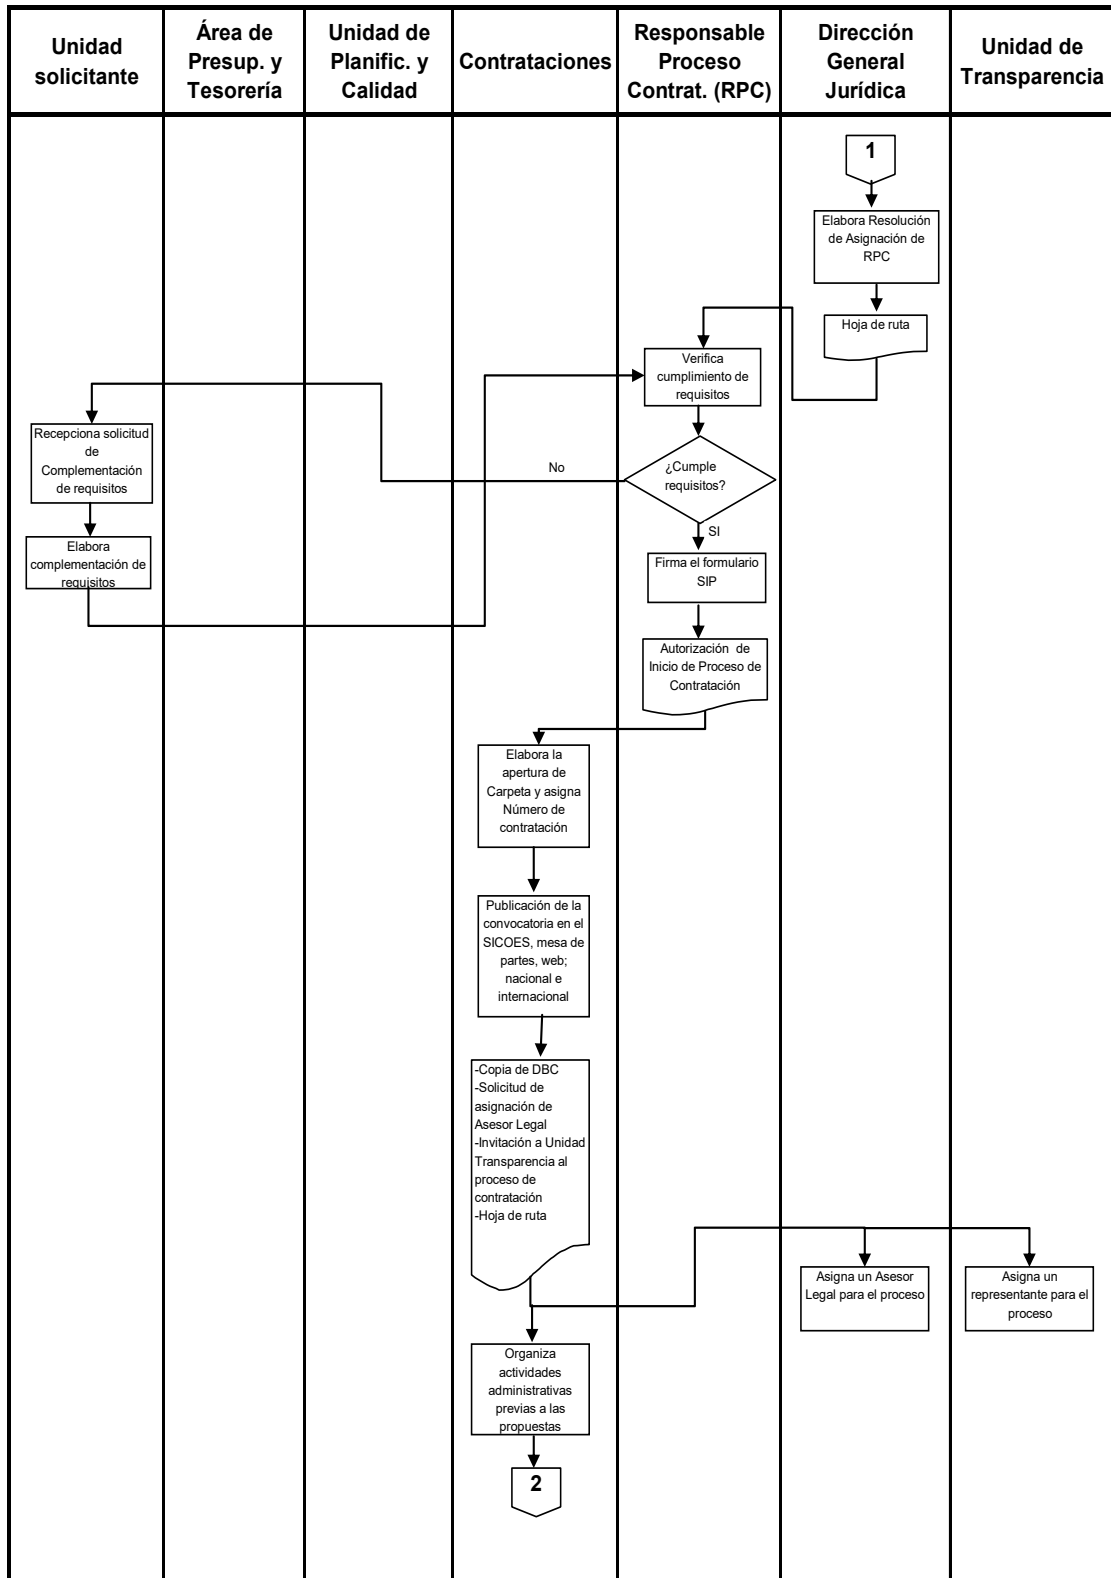 Unidad
solicitante
Área de
Presup. y
Tesorería
Unidad de
Planific. y
Calidad
Contrataciones
Responsable
Proceso
Contrat. (RPC)
Dirección
General
Jurídica
Unidad de
Transparencia
1
Elabora Resolución
de Asignación de
RPC
Hoja de ruta
Verifica
cumplimiento de
requisitos
Recepciona solicitud
de
Complementación
de requisitos
No
¿Cumple
requisitos?
SI
Elabora
complementación de
requisitos
Firma el formulario
SIP
Autorización de
Inicio de Proceso de
Contratación
Elabora la
apertura de
Carpeta y asigna
Número de
contratación
Publicación de la
convocatoria en el
SICOES, mesa de
partes, web;
nacional e
internacional
-Copia de DBC
-Solicitud de
asignación de
Asesor Legal
-Invitación a Unidad
Transparencia al
proceso de
contratación
-Hoja de ruta
Asigna un Asesor
Legal para el proceso
Asigna un
representante para el
proceso
Organiza
actividades
administrativas
previas a las
propuestas
2